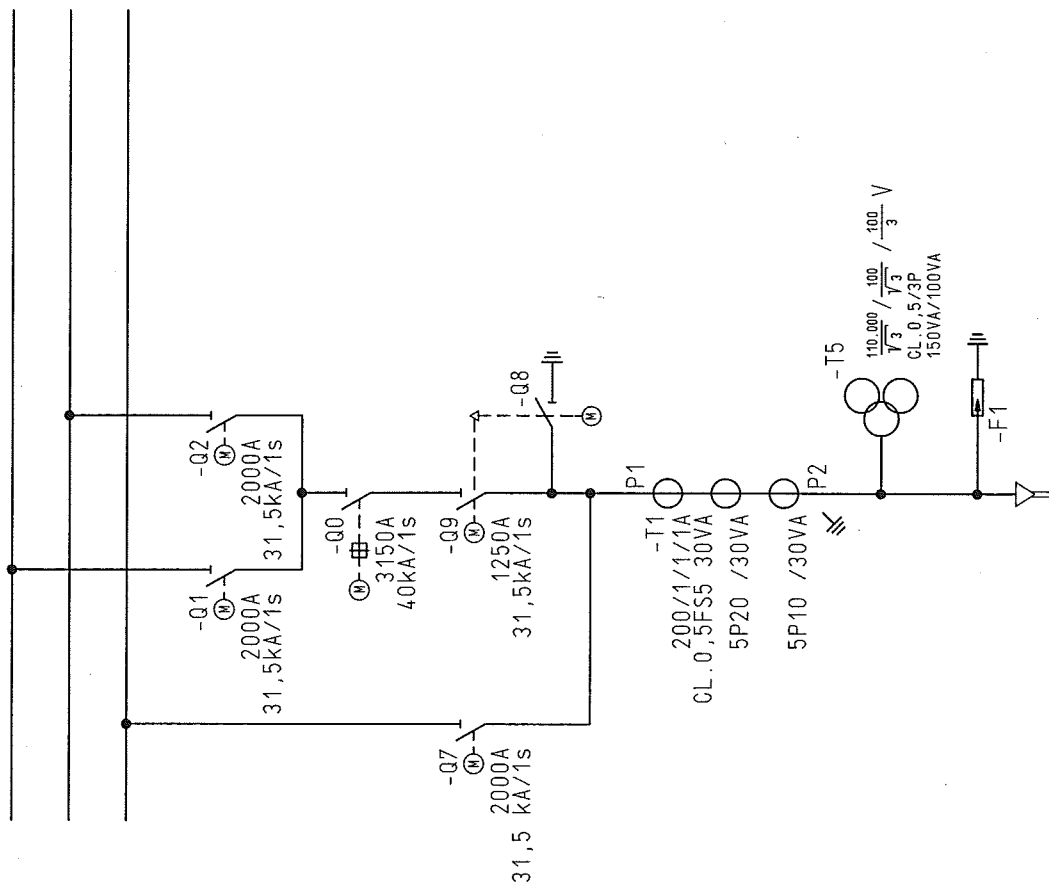 -Q2
M
2000A
31,5kA/1s
-Q1
M
2000A
31,5kA/1s
-Q0
M
3150A
40kA/1s
-Q9
M
1250A
31,5kA/1s
-Q8
M
-Q7
M
2000A
31,5 kA/1s
P1
-T1
200/1/1/1A
CL.0,5FS5 30VA
5P20 /30VA
5P10 /30VA
P2
-T5
110.000/√3 / 100/√3 / 100/3 V
CL.0,5/3P
150VA/100VA
-F1